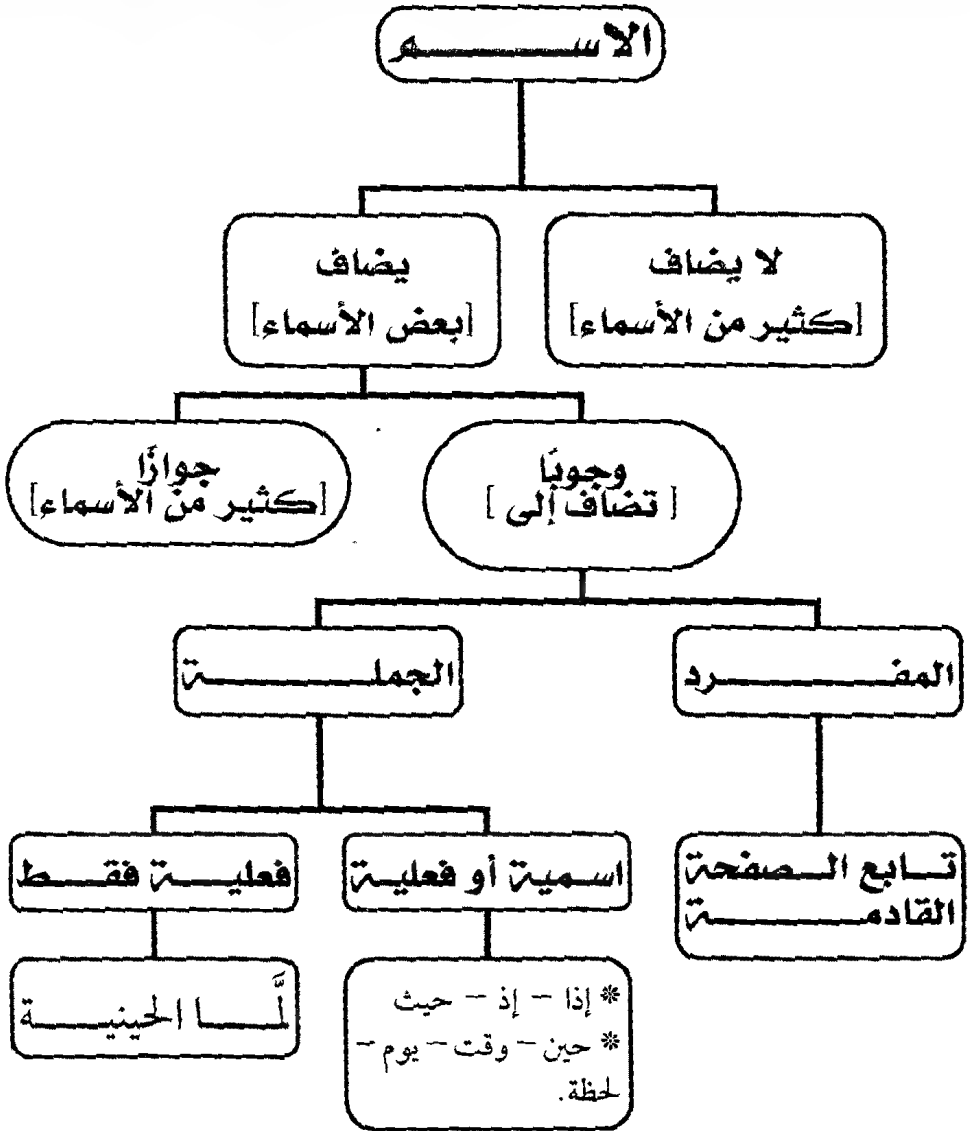 الاسم
لا يضاف
[كثير من الأسماء]
يضاف
[بعض الأسماء]
وجوبًا
[تضاف إلى]
جوازًا
[كثير من الأسماء]
المفرد
الجملة
تابع الصفحة
القادمة
اسمية أو فعلية
فعلية فقط
* إذا - إذ - حيث
* حين - وقت - يوم -
لحظة.
لَّما الحينية